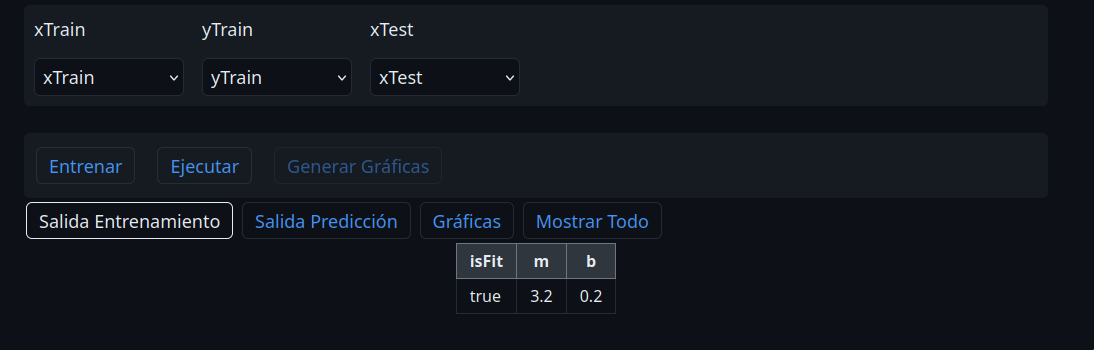 xTrain yTrain xTest
xTrain yTrain xTest
Entrenar Ejecutar Generar Gráficas
Salida Entrenamiento Salida Predicción Gráficas Mostrar Todo
isFit m b
true 3.2 0.2